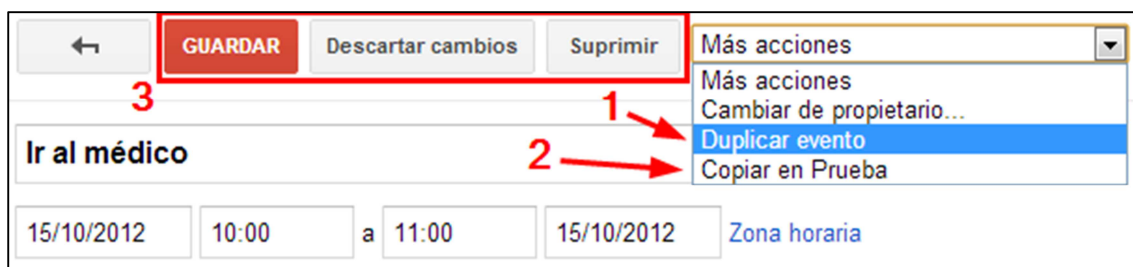 GUARDAR Descartar cambios Suprimir Más acciones
3
Más acciones
1 Cambiar de propietario...
Duplicar evento
Ir al médico
2 Copiar en Prueba
15/10/2012 10:00 a 11:00 15/10/2012 Zona horaria